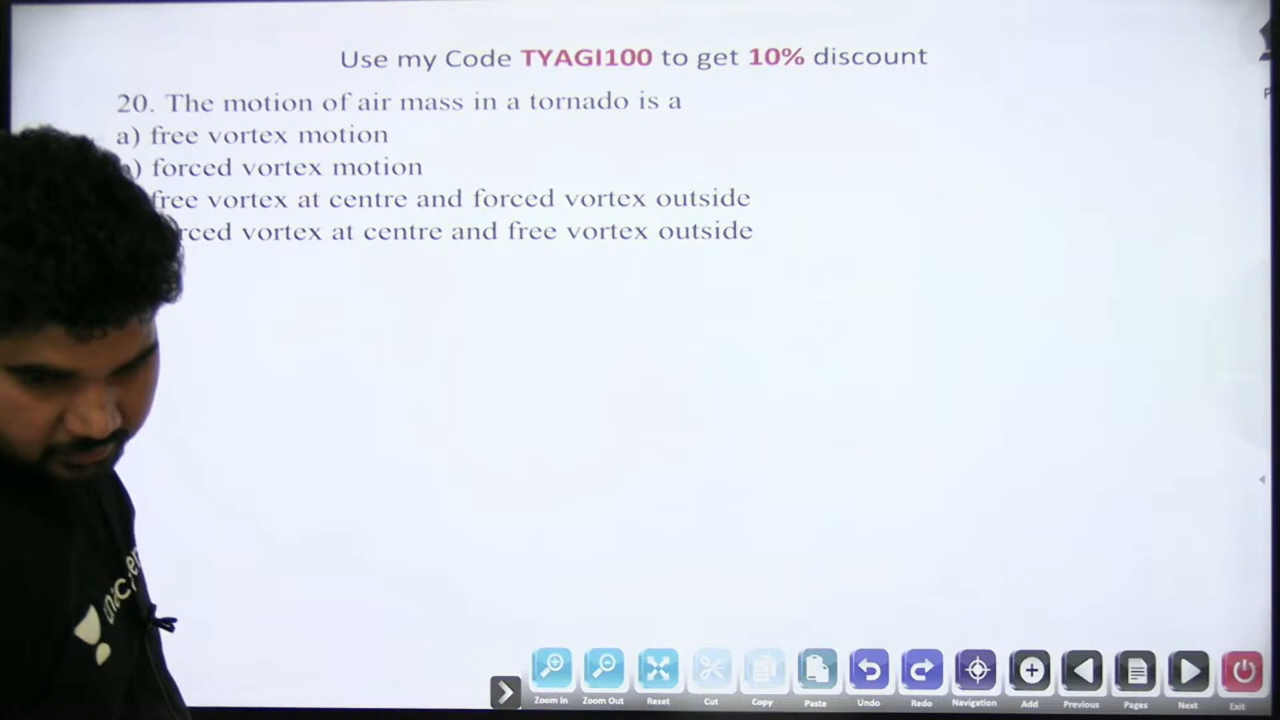 Use my Code TYAGI100 to get 10% discount
20. The motion of air mass in a tornado is a
a) free vortex motion
) forced vortex motion
free vortex at centre and forced vortex outside
rced vortex at centre and free vortex outside
Zoom In Zoom Out Reset Cut Copy Paste Undo Redo Navigation Add Previous Pages Next Exit